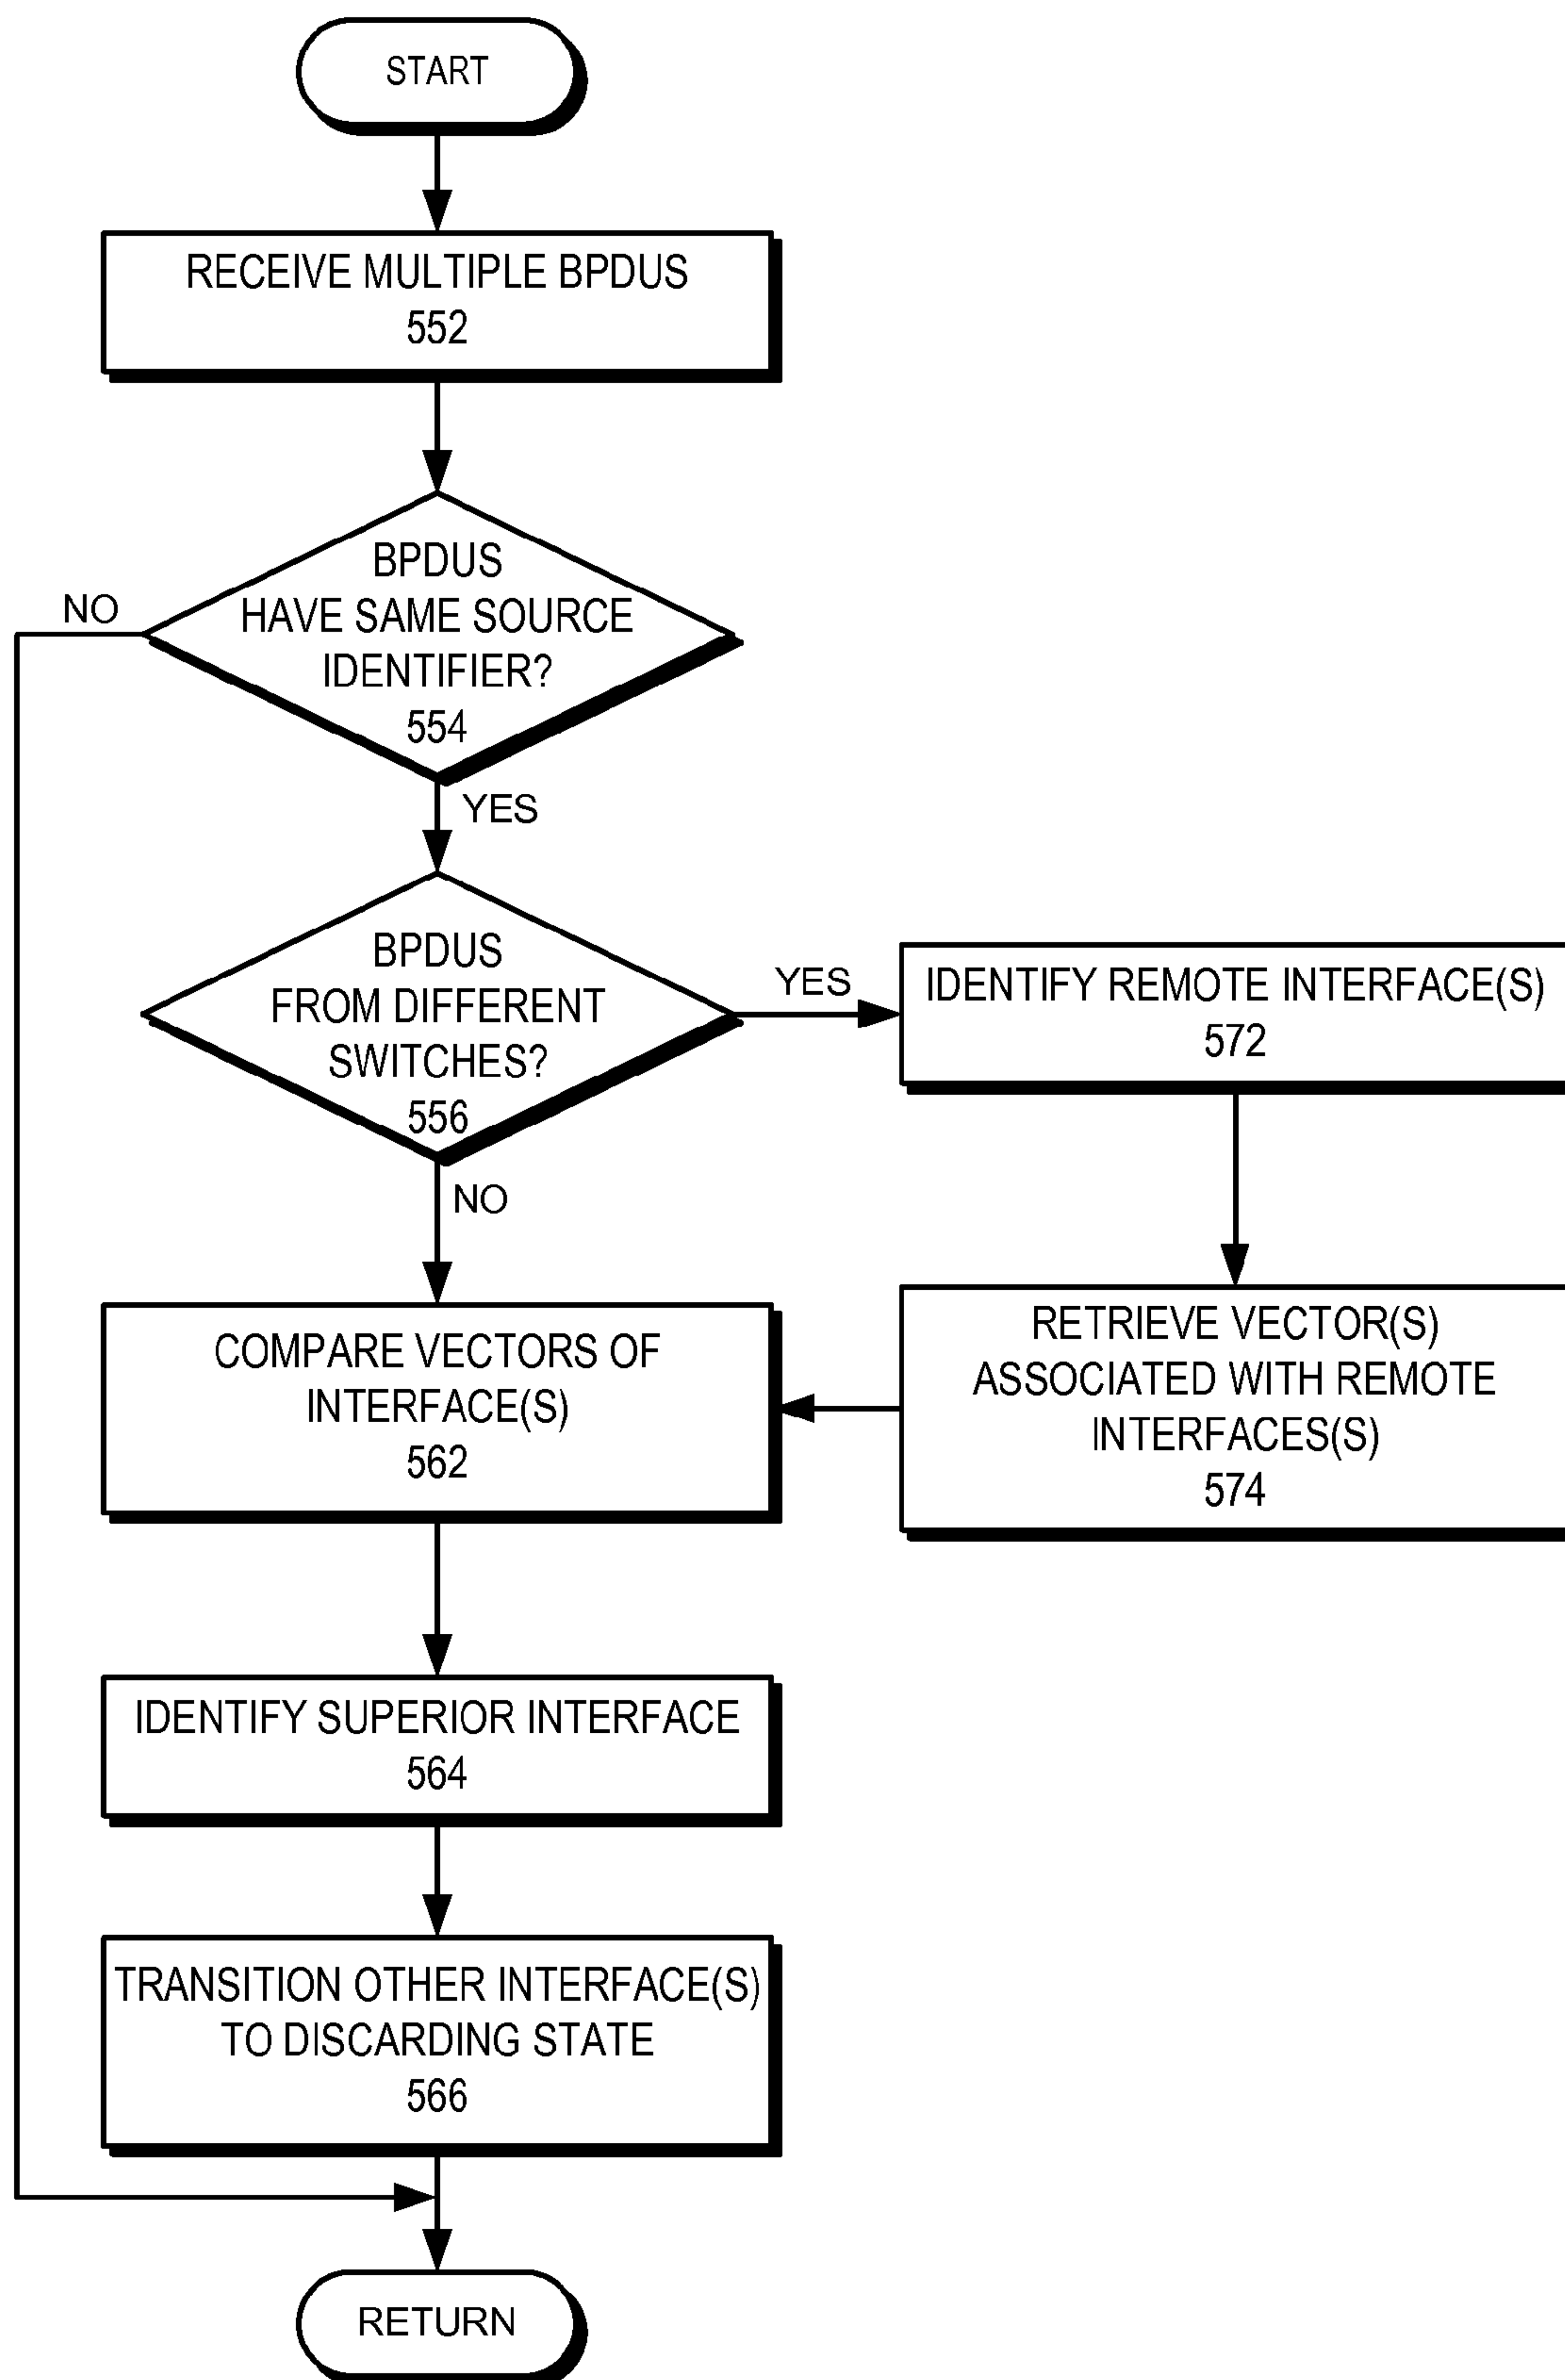 START
RECEIVE MULTIPLE BPDUS
552
BPDUS
HAVE SAME SOURCE
IDENTIFIER?
554
NO
YES
BPDUS
FROM DIFFERENT
SWITCHES?
556
YES
NO
IDENTIFY REMOTE INTERFACE(S)
572
RETRIEVE VECTOR(S)
ASSOCIATED WITH REMOTE
INTERFACES(S)
574
COMPARE VECTORS OF
INTERFACE(S)
562
IDENTIFY SUPERIOR INTERFACE
564
TRANSITION OTHER INTERFACE(S)
TO DISCARDING STATE
566
RETURN